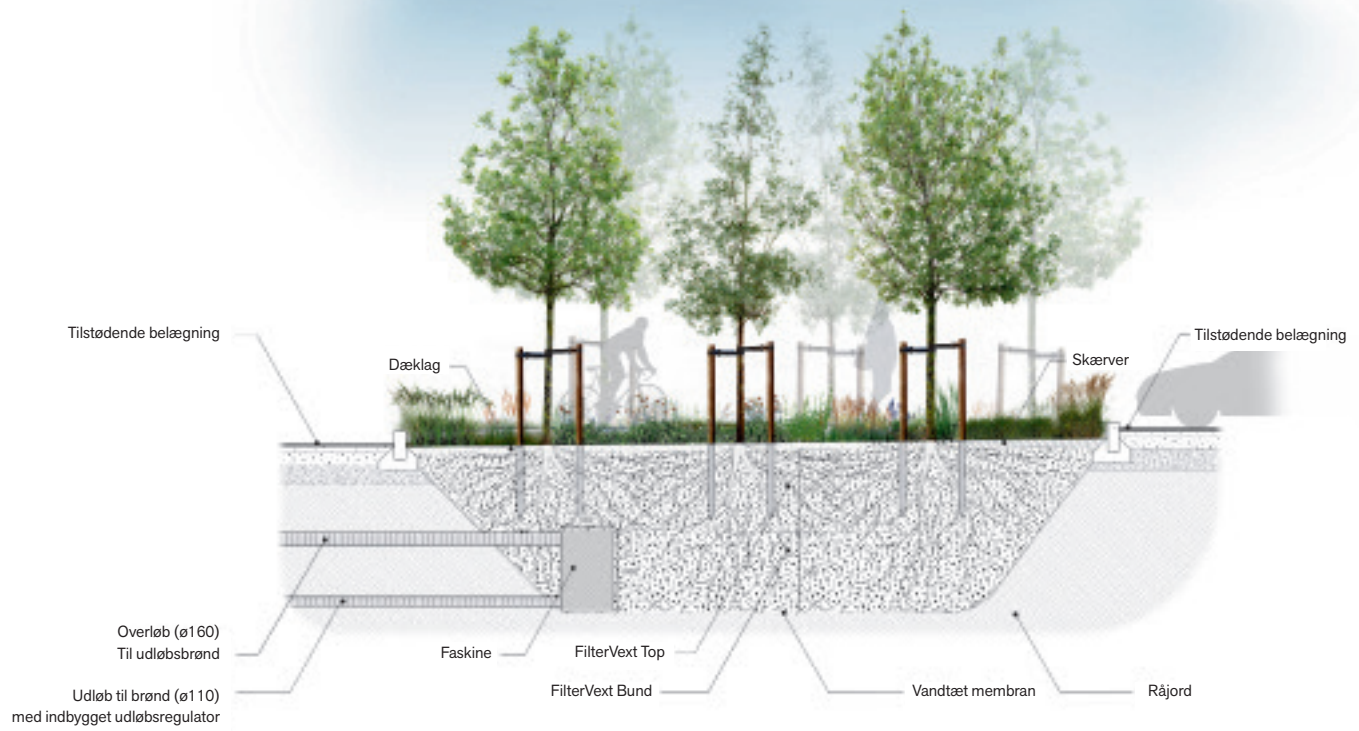 Tilstødende belægning
Tilstødende belægning
Dæklag
Skærver
Overløb (ø160)
Til udløbsbrønd
Faskine
FilterVext Top
Udløb til brønd (ø110)
med indbygget udløbsregulator
FilterVext Bund
Vandtæt membran
Råjord